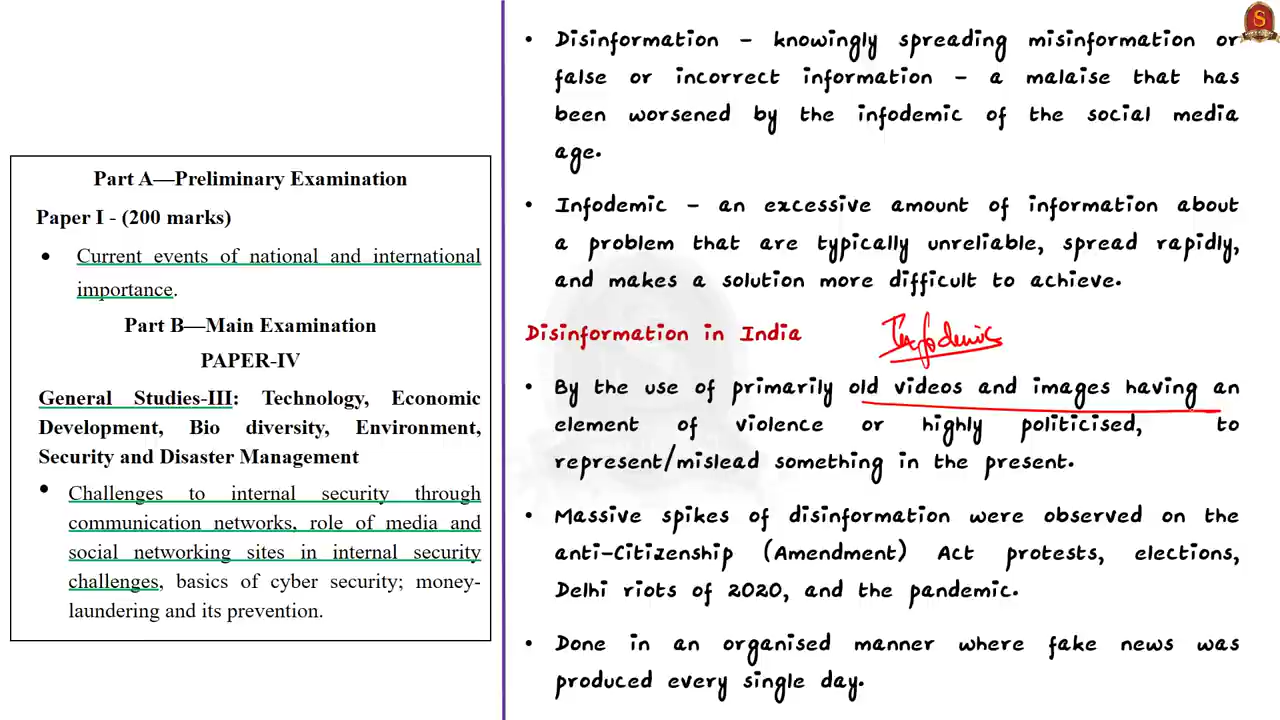 Part A—Preliminary Examination
Paper I - (200 marks)
• Current events of national and international
importance.
Part B—Main Examination
PAPER-IV
General Studies-III: Technology, Economic
Development, Bio diversity, Environment,
Security and Disaster Management
• Challenges to internal security through
communication networks, role of media and
social networking sites in internal security
challenges, basics of cyber security; money-
laundering and its prevention.
• Disinformation – knowingly spreading misinformation or
false or incorrect information – a malaise that has
been worsened by the infodemic of the social media
age.
• Infodemic – an excessive amount of information about
a problem that are typically unreliable, spread rapidly,
and makes a solution more difficult to achieve.
Disinformation in India
Infodemic
• By the use of primarily old videos and images having an
element of violence or highly politicised, to
represent/mislead something in the present.
• Massive spikes of disinformation were observed on the
anti-Citizenship (Amendment) Act protests, elections,
Delhi riots of 2020, and the pandemic.
• Done in an organised manner where fake news was
produced every single day.